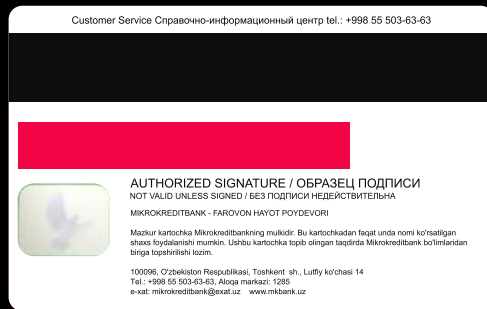 Customer Service Справочно-информационный центр tel.: +998 55 503-63-63
AUTHORIZED SIGNATURE / ОБРАЗЕЦ ПОДПИСИ
NOT VALID UNLESS SIGNED / БЕЗ ПОДПИСИ НЕДЕЙСТВИТЕЛЬНА
MIKROKREDITBANK - FAROVON HAYOT POYDEVORI
Mazkur kartochka Mikrokreditbankning mulkidir. Bu kartochkadan faqat unda nomi ko'rsatilgan
shaxs foydalanishi mumkin. Ushbu kartochka topib olingan taqdirda Mikrokreditbank bo'limlaridan
biriga topshirilishi lozim.
100096, O'zbekiston Respublikasi, Toshkent sh., Lutfiy ko'chasi 14
Tel.: +998 55 503-63-63, Aloqa markazi: 1285
e-xat: mikrokreditbank@exat.uz www.mkbank.uz